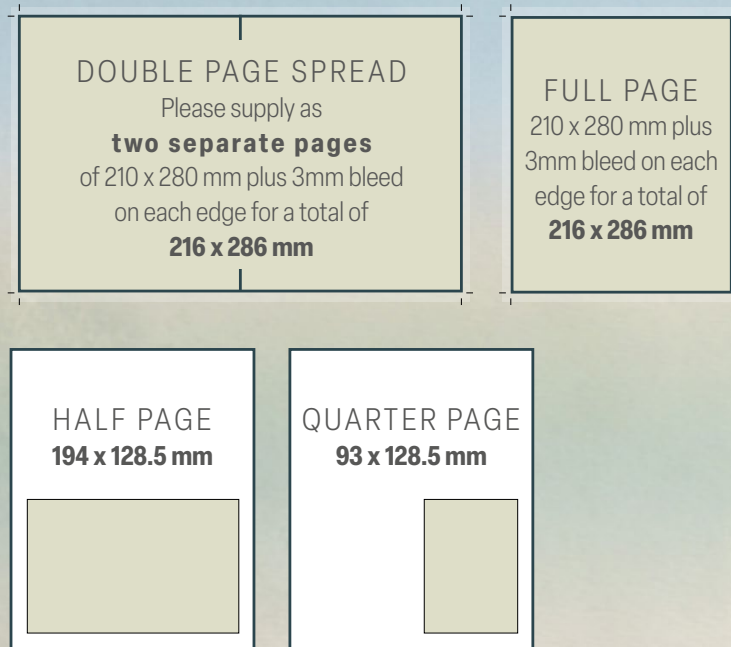 DOUBLE PAGE SPREAD
Please supply as
two separate pages
of 210 x 280 mm plus 3mm bleed
on each edge for a total of
216 x 286 mm
FULL PAGE
210 x 280 mm plus
3mm bleed on each
edge for a total of
216 x 286 mm
HALF PAGE
194 x 128.5 mm
QUARTER PAGE
93 x 128.5 mm